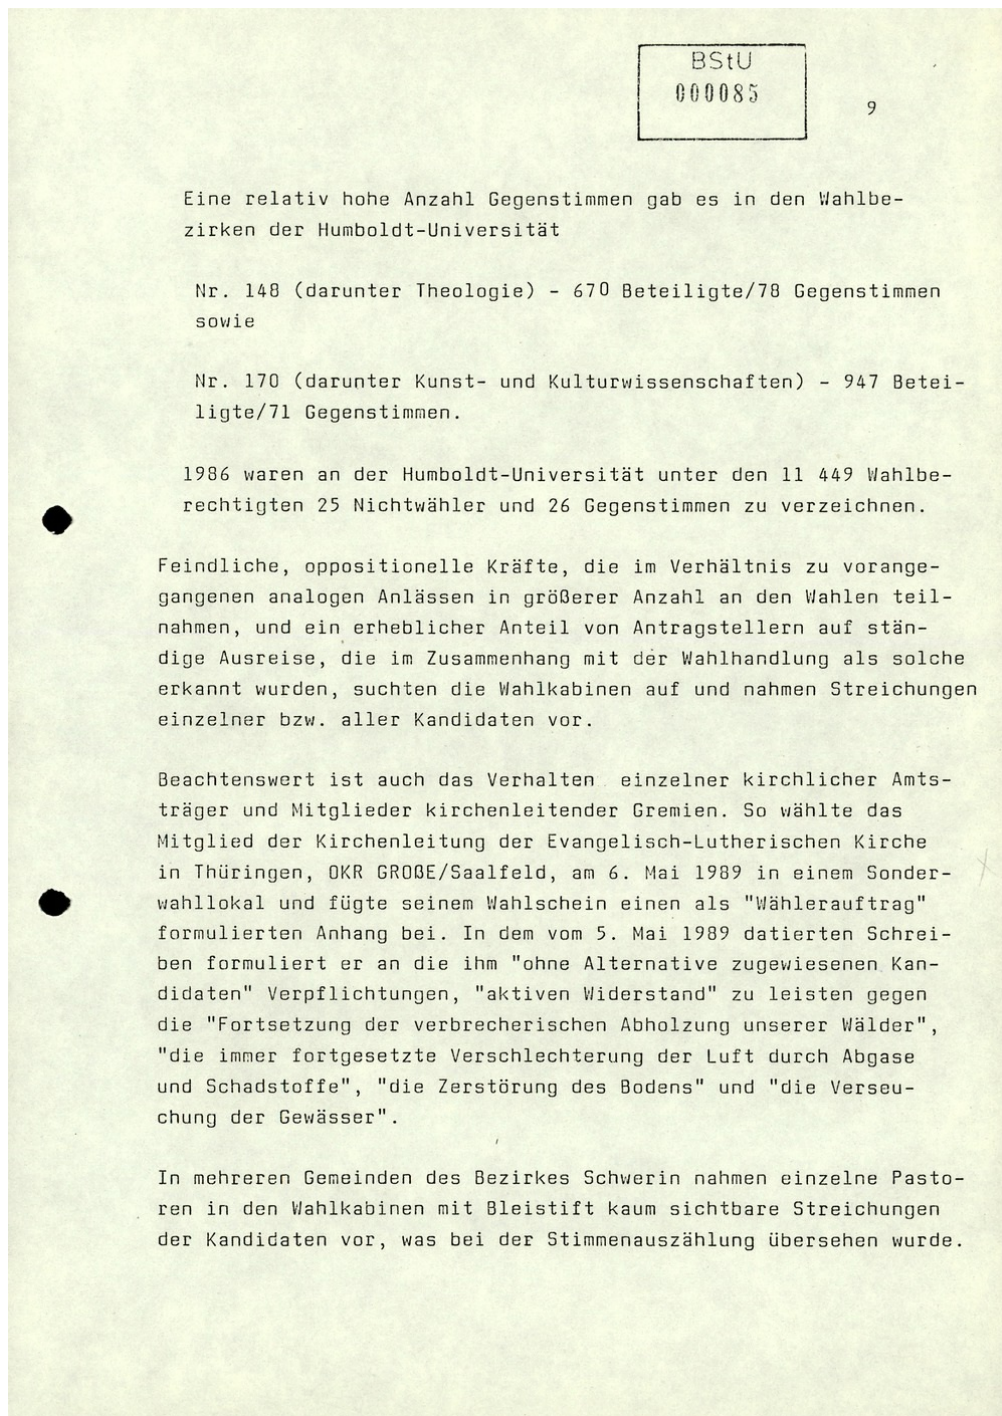 BStU
000085
9
Eine relativ hohe Anzahl Gegenstimmen gab es in den Wahlbe-
zirken der Humboldt-Universität
Nr. 148 (darunter Theologie) - 670 Beteiligte/78 Gegenstimmen
sowie
Nr. 170 (darunter Kunst- und Kulturwissenschaften) - 947 Betei-
ligte/71 Gegenstimmen.
1986 waren an der Humboldt-Universität unter den 11 449 Wahlbe-
rechtigten 25 Nichtwähler und 26 Gegenstimmen zu verzeichnen.
Feindliche, oppositionelle Kräfte, die im Verhältnis zu vorange-
gangenen analogen Anlässen in größerer Anzahl an den Wahlen teil-
nahmen, und ein erheblicher Anteil von Antragstellern auf stän-
dige Ausreise, die im Zusammenhang mit der Wahlhandlung als solche
erkannt wurden, suchten die Wahlkabinen auf und nahmen Streichungen
einzelner bzw. aller Kandidaten vor.
Beachtenswert ist auch das Verhalten einzelner kirchlicher Amts-
träger und Mitglieder kirchenleitender Gremien. So wählte das
Mitglied der Kirchenleitung der Evangelisch-Lutherischen Kirche
in Thüringen, OKR GROßE/Saalfeld, am 6. Mai 1989 in einem Sonder-
wahllokal und fügte seinem Wahlschein einen als "Wählerauftrag"
formulierten Anhang bei. In dem vom 5. Mai 1989 datierten Schrei-
ben formuliert er an die ihm "ohne Alternative zugewiesenen Kan-
didaten" Verpflichtungen, "aktiven Widerstand" zu leisten gegen
die "Fortsetzung der verbrecherischen Abholzung unserer Wälder",
"die immer fortgesetzte Verschlechterung der Luft durch Abgase
und Schadstoffe", "die Zerstörung des Bodens" und "die Verseu-
chung der Gewässer".
In mehreren Gemeinden des Bezirkes Schwerin nahmen einzelne Pasto-
ren in den Wahlkabinen mit Bleistift kaum sichtbare Streichungen
der Kandidaten vor, was bei der Stimmenauszählung übersehen wurde.